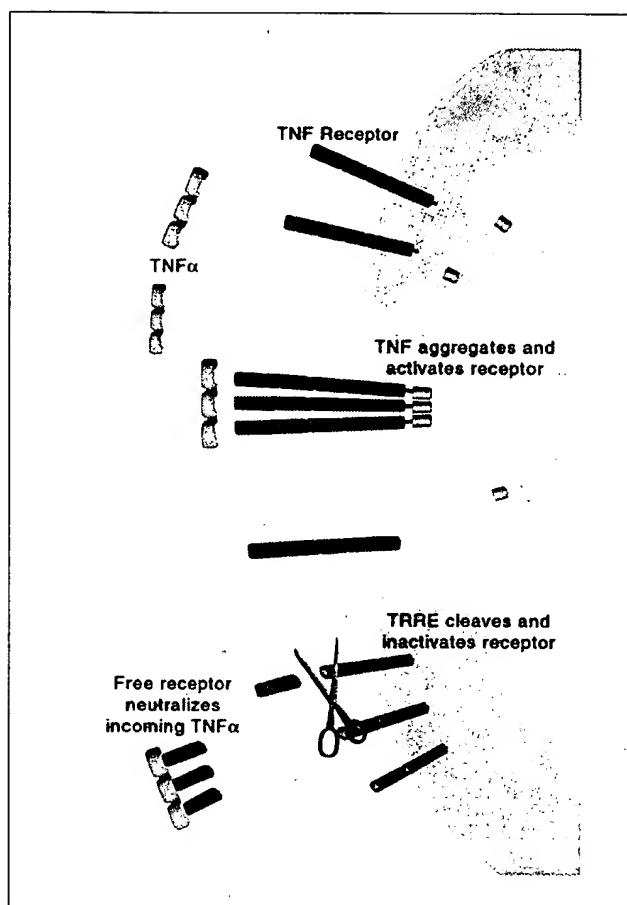 TNF Receptor
TNFα
TNF aggregates and
activates receptor
TRRE cleaves and
inactivates receptor
Free receptor
neutralizes
incoming TNFα